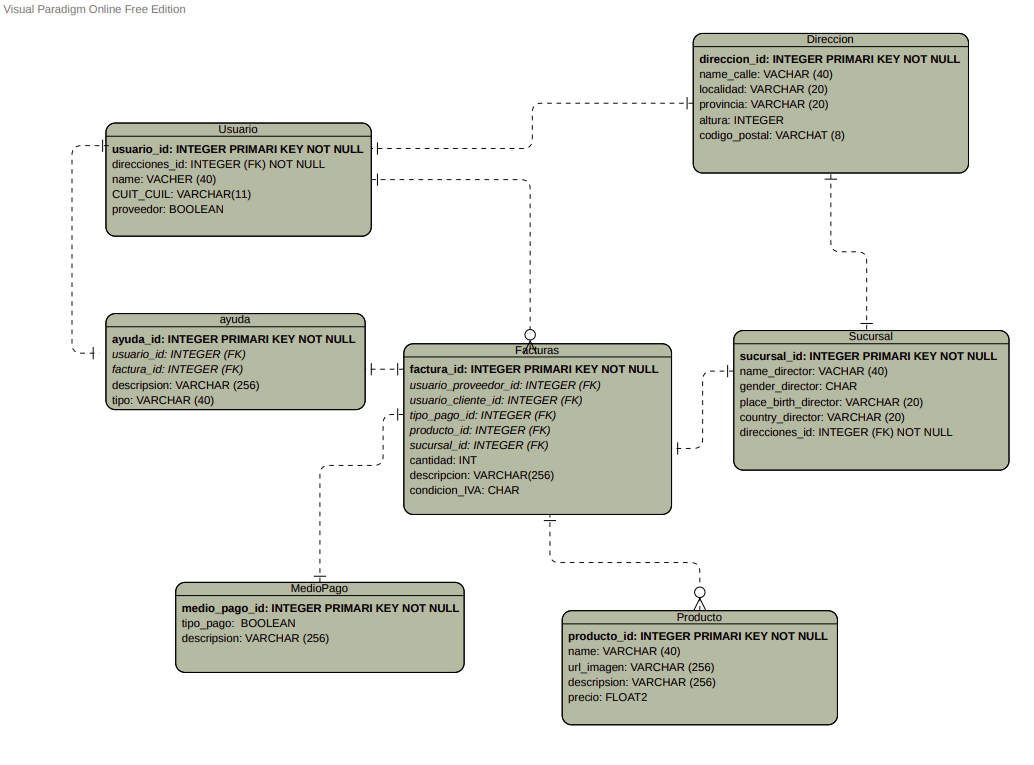 Visual Paradigm Online Free Edition
Direccion
direccion_id: INTEGER PRIMARI KEY NOT NULL
name_calle: VACHAR (40)
localidad: VARCHAR (20)
provincia: VARCHAR (20)
altura: INTEGER
codigo_postal: VARCHAT (8)
Usuario
usuario_id: INTEGER PRIMARI KEY NOT NULL
direcciones_id: INTEGER (FK) NOT NULL
name: VACHER (40)
CUIT_CUIL: VARCHAR(11)
proveedor: BOOLEAN
ayuda
ayuda_id: INTEGER PRIMARI KEY NOT NULL
usuario_id: INTEGER (FK)
factura_id: INTEGER (FK)
descripsion: VARCHAR (256)
tipo: VARCHAR (40)
Facturas
factura_id: INTEGER PRIMARI KEY NOT NULL
usuario_proveedor_id: INTEGER (FK)
usuario_cliente_id: INTEGER (FK)
tipo_pago_id: INTEGER (FK)
producto_id: INTEGER (FK)
sucursal_id: INTEGER (FK)
cantidad: INT
descripcion: VARCHAR(256)
condicion_IVA: CHAR
Sucursal
sucursal_id: INTEGER PRIMARI KEY NOT NULL
name_director: VACHAR (40)
gender_director: CHAR
place_birth_director: VARCHAR (20)
country_director: VARCHAR (20)
direcciones_id: INTEGER (FK) NOT NULL
MedioPago
medio_pago_id: INTEGER PRIMARI KEY NOT NULL
tipo_pago: BOOLEAN
descripsion: VARCHAR (256)
Producto
producto_id: INTEGER PRIMARI KEY NOT NULL
name: VARCHAR (40)
url_imagen: VARCHAR (256)
descripsion: VARCHAR (256)
precio: FLOAT2